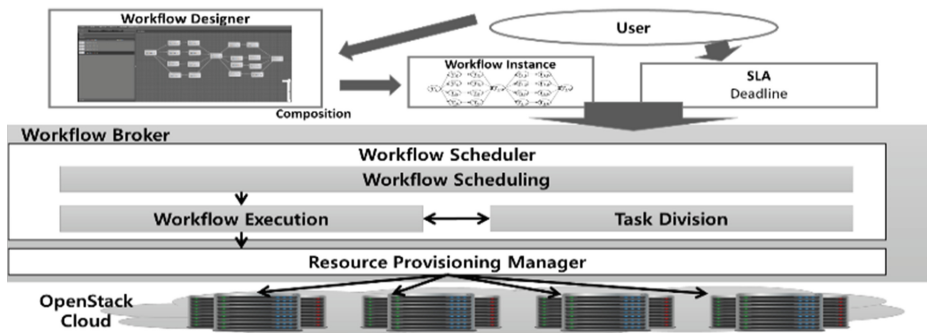 Workflow Designer
User
Workflow Instance
SLA
Deadline
Composition
Workflow Broker
Workflow Scheduler
Workflow Scheduling
Workflow Execution
Task Division
Resource Provisioning Manager
OpenStack
Cloud